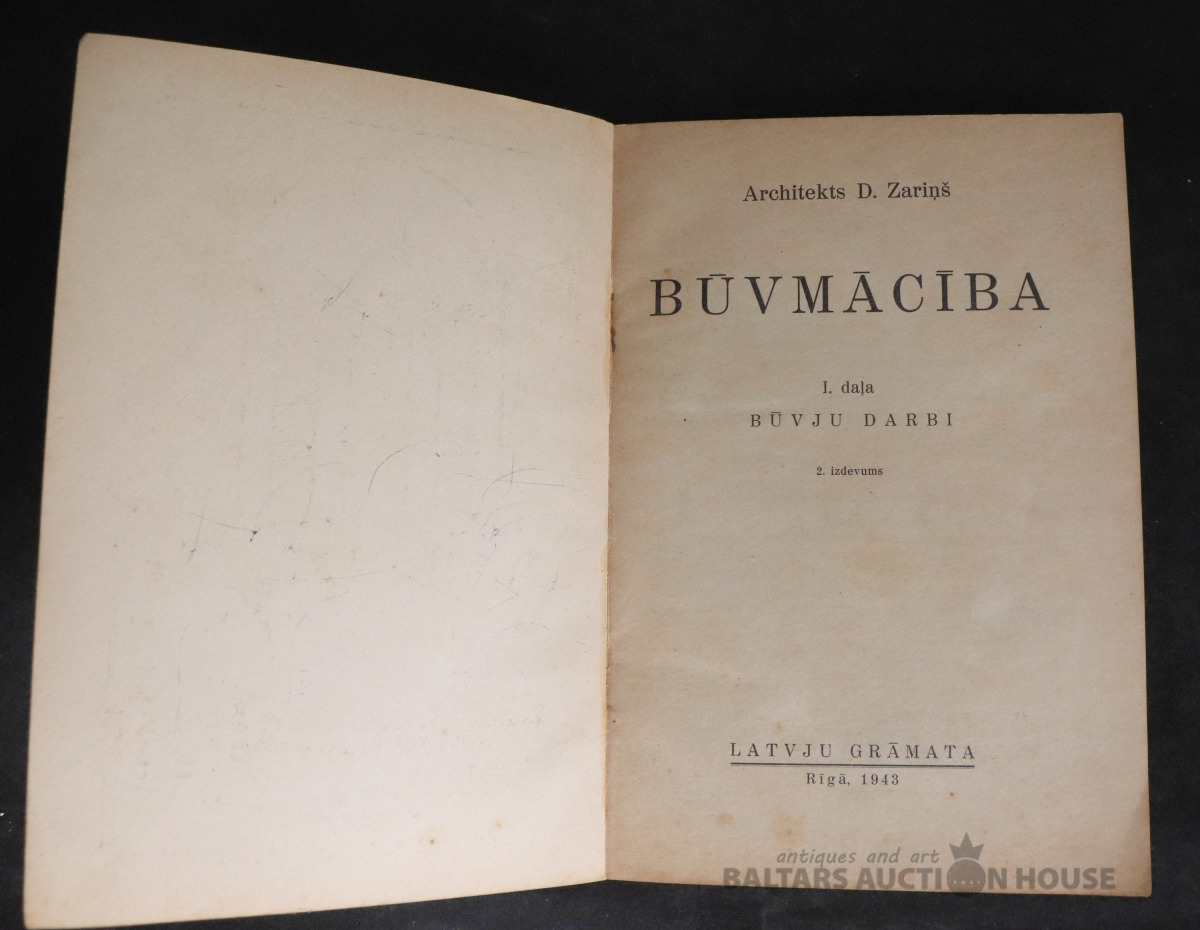 Architekts D. Zariņš
BŪVMĀCĪBA
I. daļa
BŪVJU DARBI
2. izdevums
LATVJU GRĀMATA
Rīgā, 1943
antiques and art
BALTARS AUCTION HOUSE